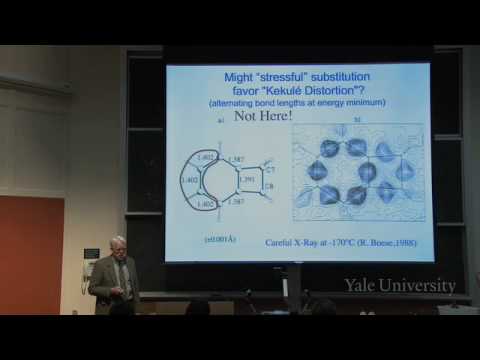 Might "stressful" substitution
favor "Kekulé Distortion"?
(alternating bond lengths at energy minimum)
Not Here!
a) b)
1.402 1.387
1.402 1.391 C7
C8
1.402 1.387
(±0.001Å)
Careful X-Ray at -170°C (R. Boese,1988)
Yale University